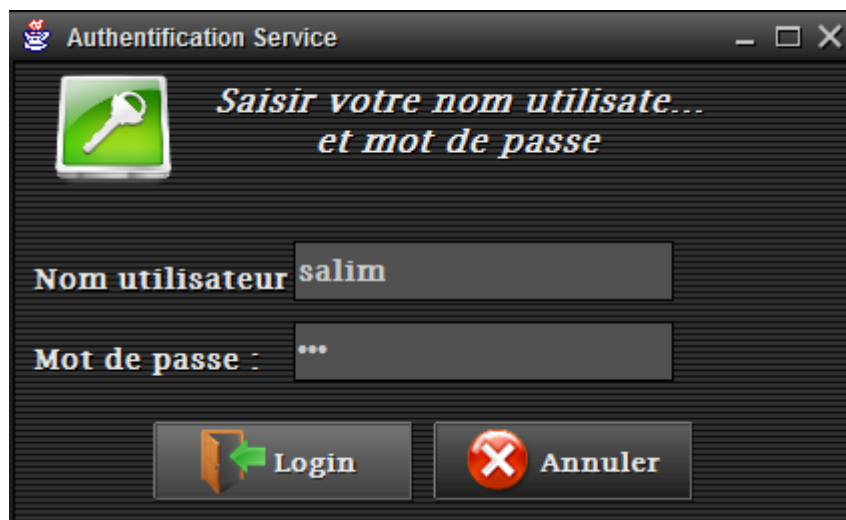 Authentification Service
Saisir votre nom utilisate...
et mot de passe
Nom utilisateur salim
Mot de passe : •••
Login Annuler